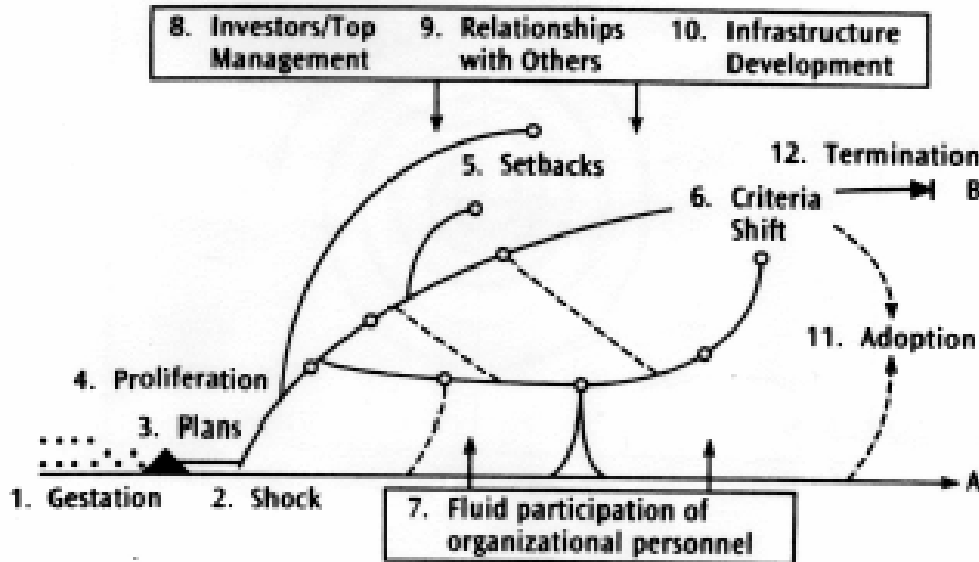 8. Investors/Top Management
9. Relationships with Others
10. Infrastructure Development
5. Setbacks
12. Termination
B
6. Criteria Shift
11. Adoption
4. Proliferation
3. Plans
A
1. Gestation
2. Shock
7. Fluid participation of
organizational personnel